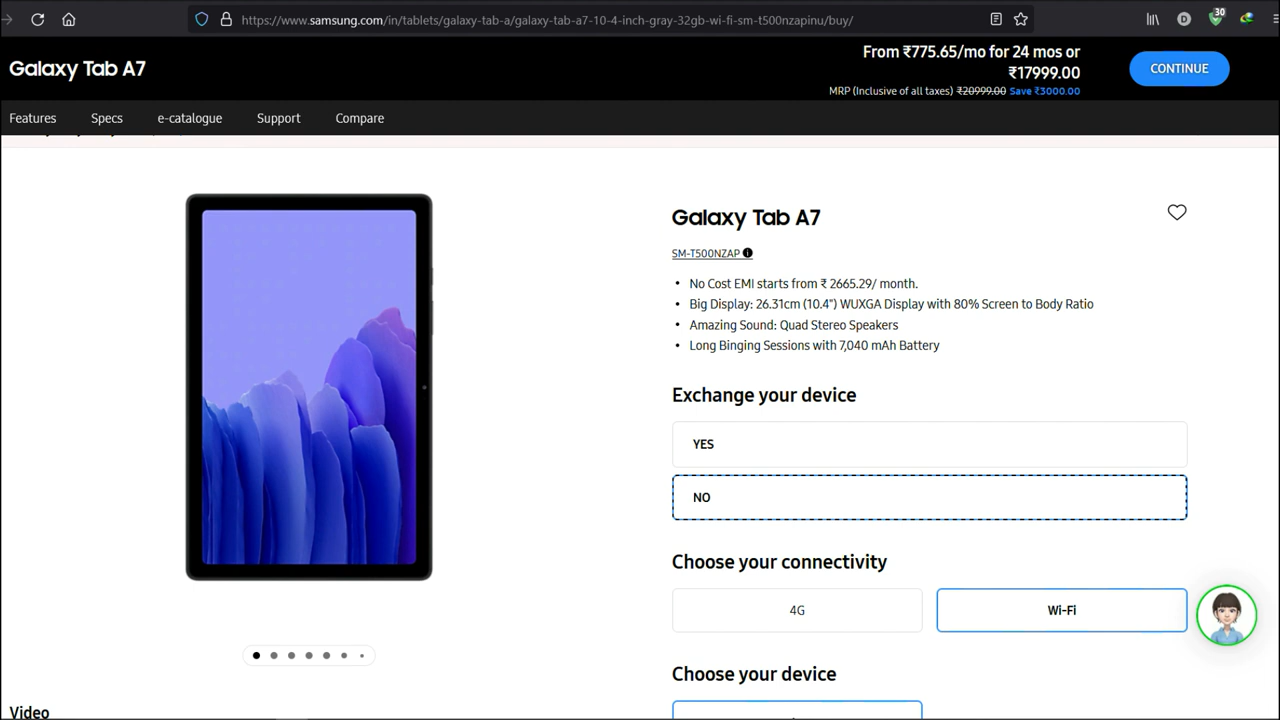 https://www.samsung.com/in/tablets/galaxy-tab-a/galaxy-tab-a7-10-4-inch-gray-32gb-wi-fi-sm-t500nzapinu/buy/
D
30
Galaxy Tab A7
From ₹775.65/mo for 24 mos or
₹17999.00
MRP (Inclusive of all taxes) ₹20999.00 Save ₹3000.00
CONTINUE
Features
Specs
e-catalogue
Support
Compare
Galaxy Tab A7
SM-T500NZAP
• No Cost EMI starts from ₹ 2665.29/ month.
• Big Display: 26.31cm (10.4") WUXGA Display with 80% Screen to Body Ratio
• Amazing Sound: Quad Stereo Speakers
• Long Binging Sessions with 7,040 mAh Battery
Exchange your device
YES
NO
Choose your connectivity
4G
Wi-Fi
Choose your device
Video